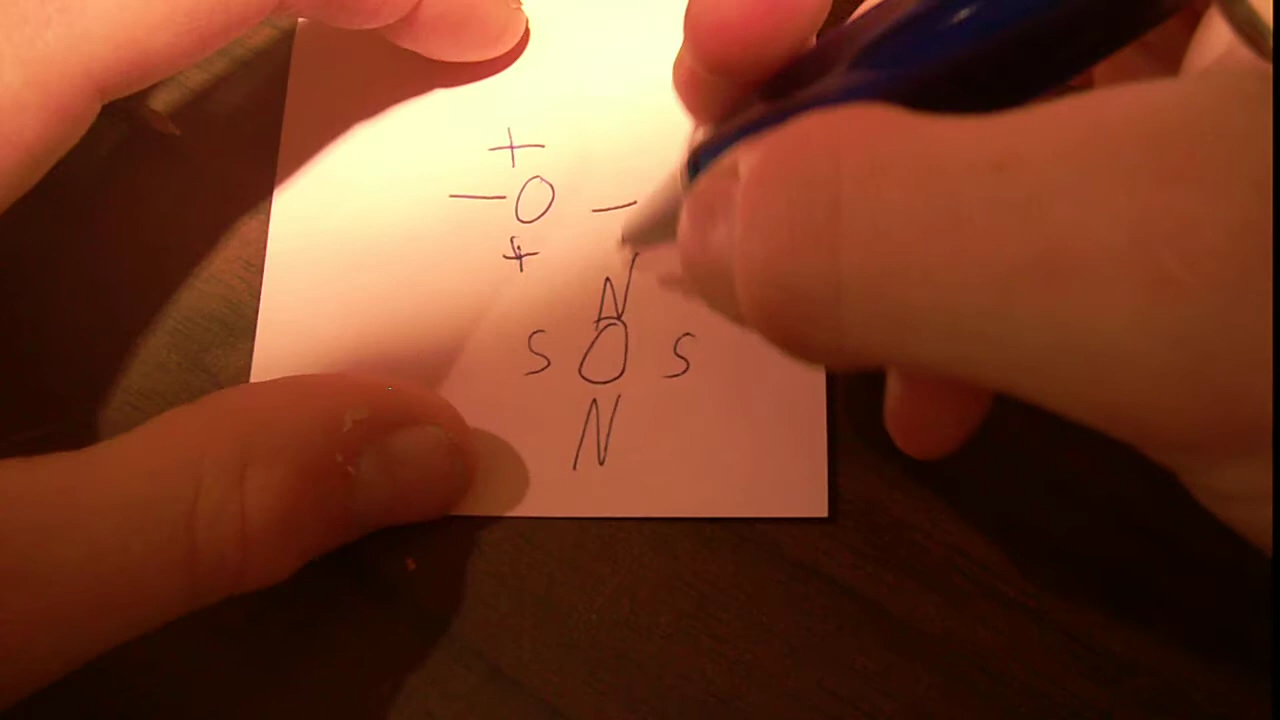 +
— O —
+
N
S O S
N